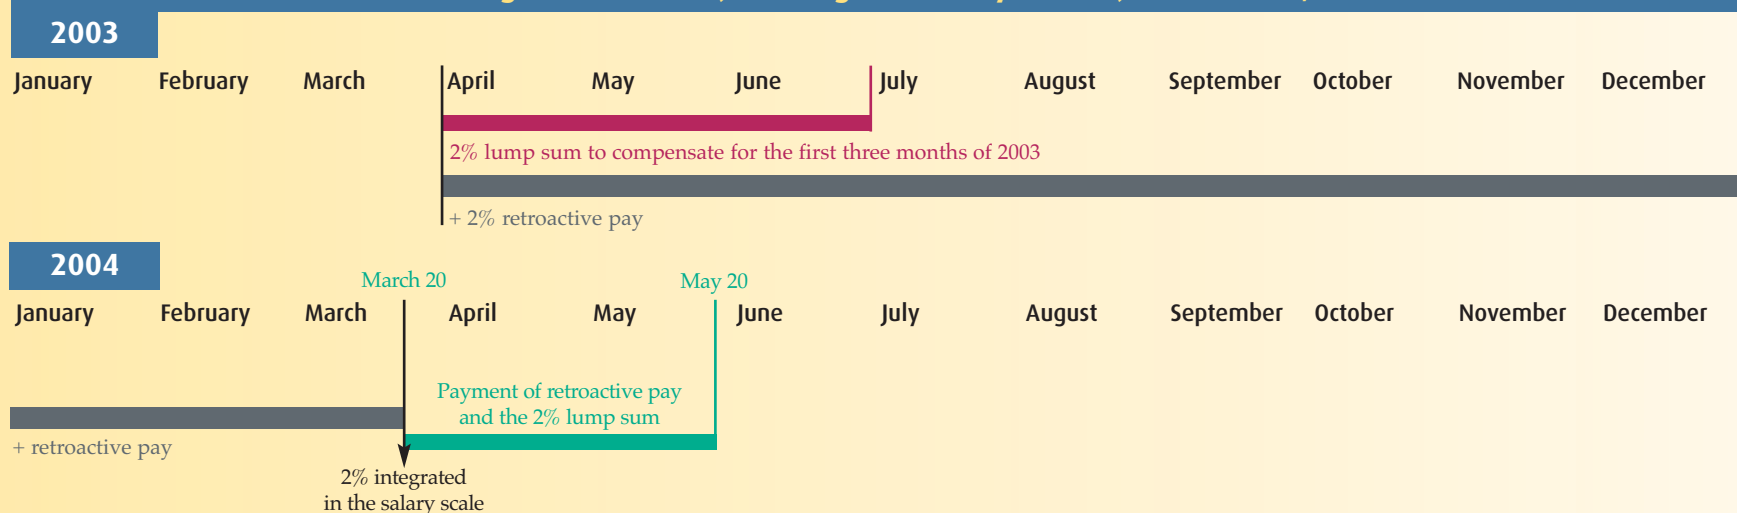 2003
January February March April May June July August September October November December
2% lump sum to compensate for the first three months of 2003
+ 2% retroactive pay
2004
March 20 May 20
January February March April May June July August September October November December
Payment of retroactive pay
and the 2% lump sum
+ retroactive pay
2% integrated
in the salary scale